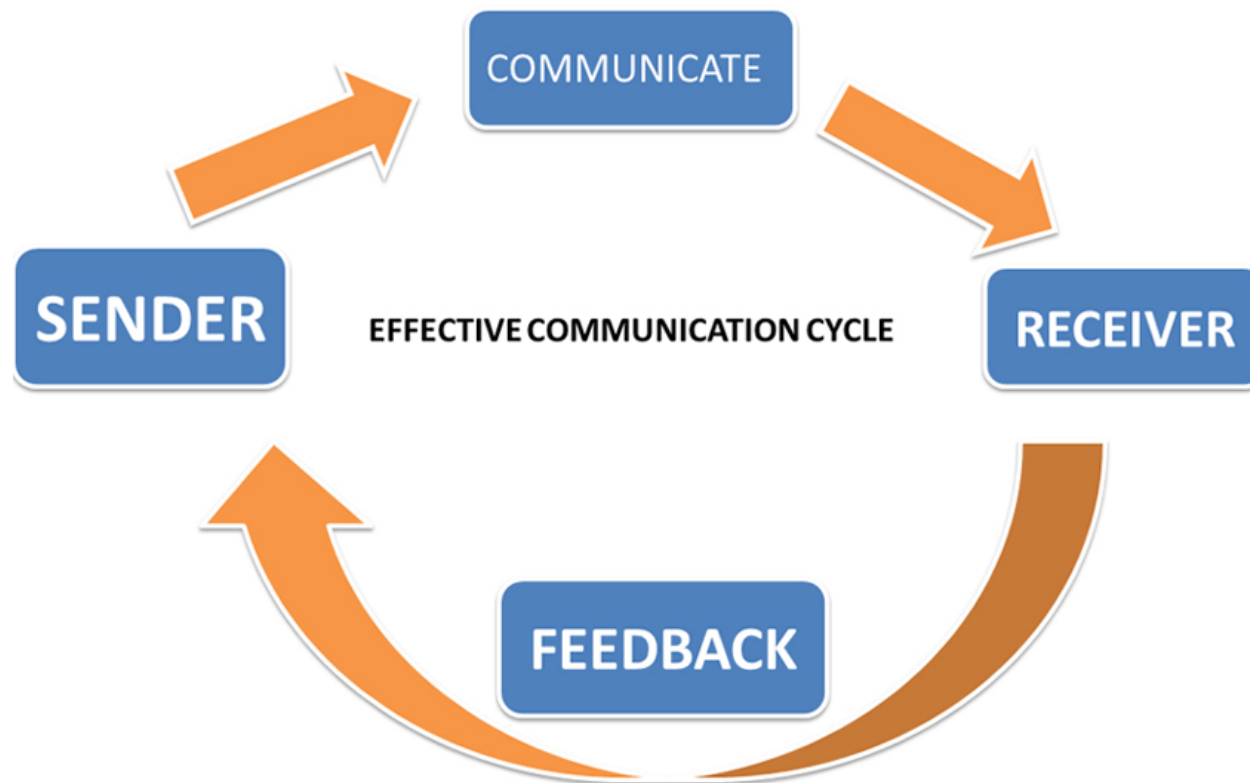 COMMUNICATE
SENDER
EFFECTIVE COMMUNICATION CYCLE
RECEIVER
FEEDBACK